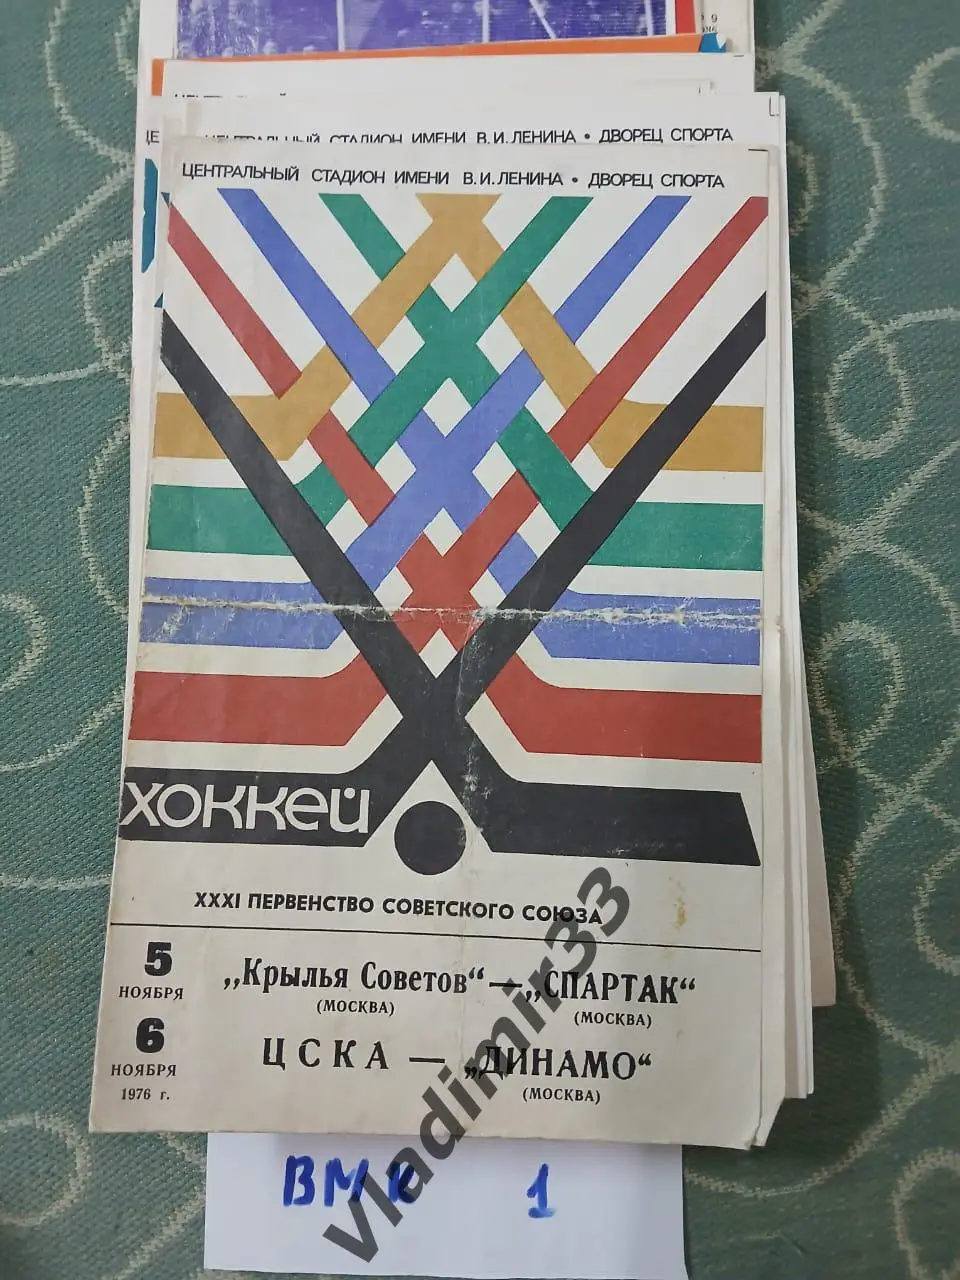 ЦЕНТРАЛЬНЫЙ СТАДИОН ИМЕНИ В.И.ЛЕНИНА • ДВОРЕЦ СПОРТА
ЦЕНТРАЛЬНЫЙ СТАДИОН ИМЕНИ В.И.ЛЕНИНА • ДВОРЕЦ СПОРТА
хоккей
XXXI ПЕРВЕНСТВО СОВЕТСКОГО СОЮЗА
5 НОЯБРЯ
„Крылья Советов“ — „СПАРТАК“
(МОСКВА) (МОСКВА)
6 НОЯБРЯ
1976 г.
ЦСКА — „ДИНАМО“
(МОСКВА)
ВМК 1
Vladimir33